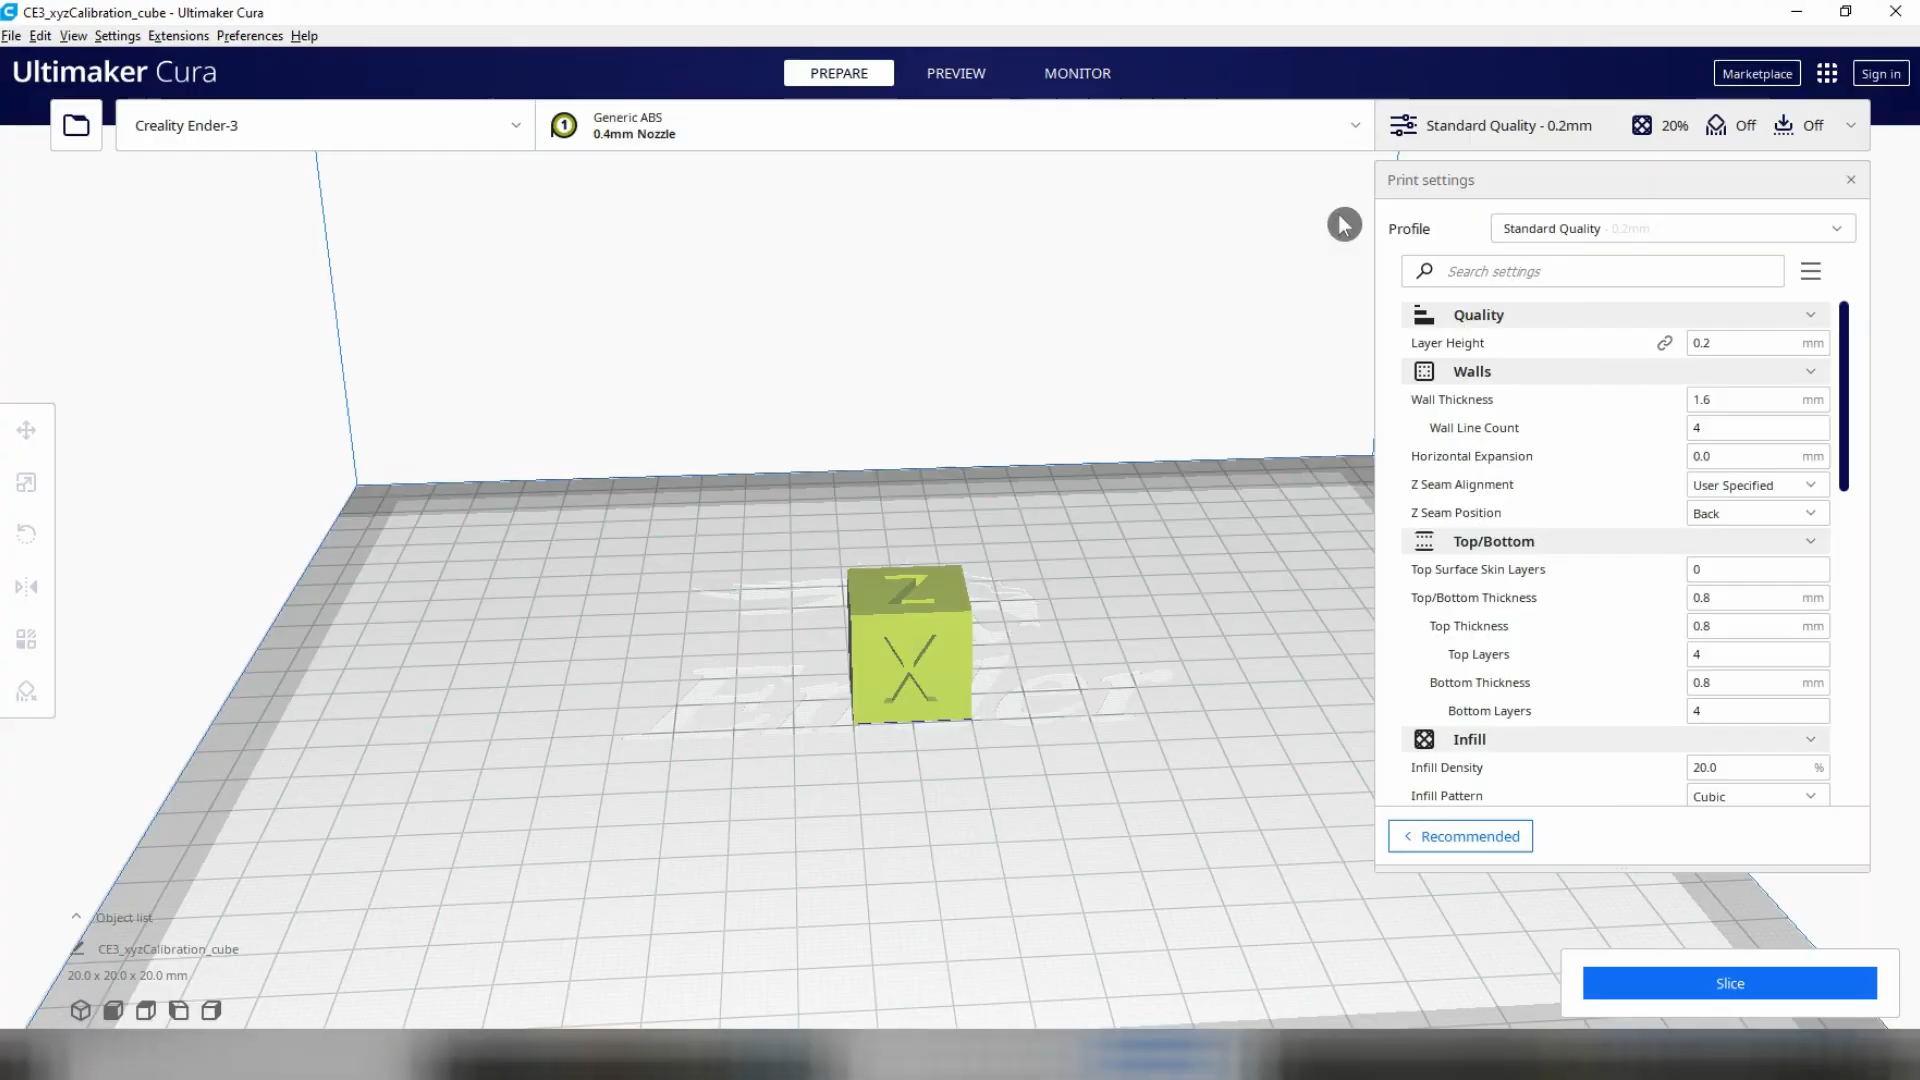 CE3_xyzCalibration_cube - Ultimaker Cura
File Edit View Settings Extensions Preferences Help
Ultimaker Cura
PREPARE PREVIEW MONITOR
Marketplace
Sign in
Creality Ender-3
1
Generic ABS
0.4mm Nozzle
Standard Quality - 0.2mm 20% Off Off
Print settings
Profile Standard Quality - 0.2mm
Search settings
Quality
Layer Height 0.2 mm
Walls
Wall Thickness 1.6 mm
Wall Line Count 4
Horizontal Expansion 0.0 mm
Z Seam Alignment User Specified
Z Seam Position Back
Top/Bottom
Top Surface Skin Layers 0
Top/Bottom Thickness 0.8 mm
Top Thickness 0.8 mm
Top Layers 4
Bottom Thickness 0.8 mm
Bottom Layers 4
Infill
Infill Density 20.0 %
Infill Pattern Cubic
Recommended
Z
X
Object list
CE3_xyzCalibration_cube
20.0 x 20.0 x 20.0 mm
Slice